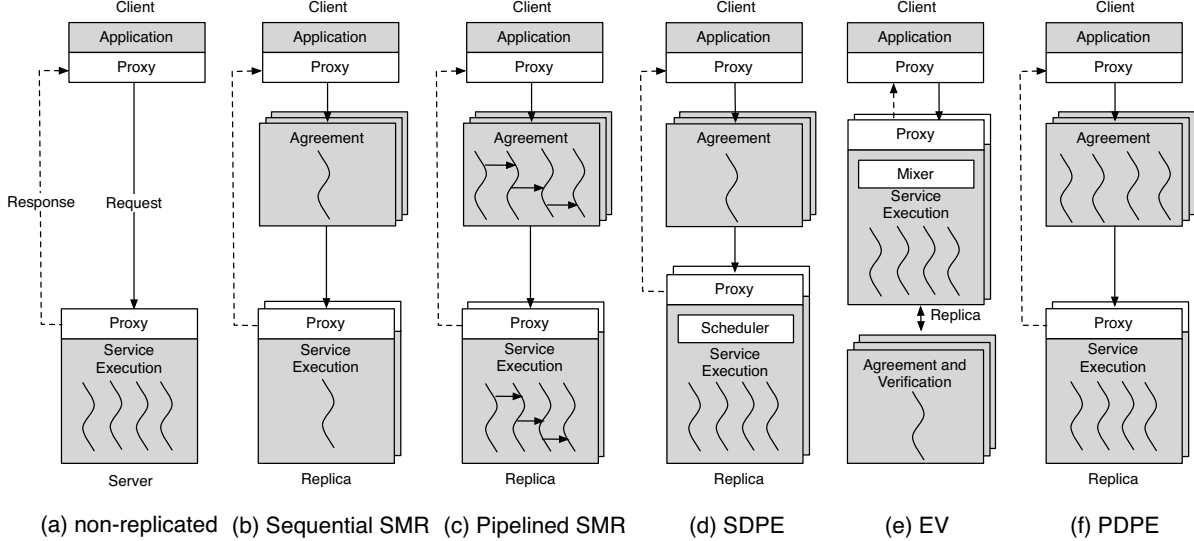 Client
Application
Proxy
Response
Request
Proxy
Service
Execution
Server
(a) non-replicated
Client
Application
Proxy
Agreement
Proxy
Service
Execution
Replica
(b) Sequential SMR
Client
Application
Proxy
Agreement
Proxy
Service
Execution
Replica
(c) Pipelined SMR
Client
Application
Proxy
Agreement
Proxy
Scheduler
Service
Execution
Replica
(d) SDPE
Client
Application
Proxy
Proxy
Mixer
Service
Execution
Replica
Agreement and
Verification
(e) EV
Client
Application
Proxy
Agreement
Proxy
Service
Execution
Replica
(f) PDPE